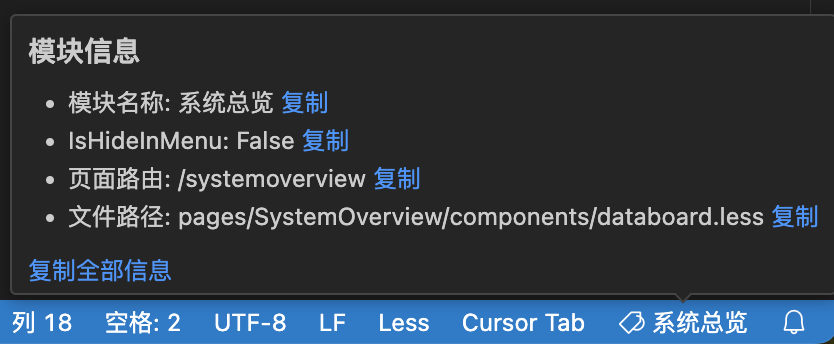 模块信息
• 模块名称: 系统总览 复制
• IsHideInMenu: False 复制
• 页面路由: /systemoverview 复制
• 文件路径: pages/SystemOverview/components/databoard.less 复制
复制全部信息
列 18 空格: 2 UTF-8 LF Less Cursor Tab 系统总览